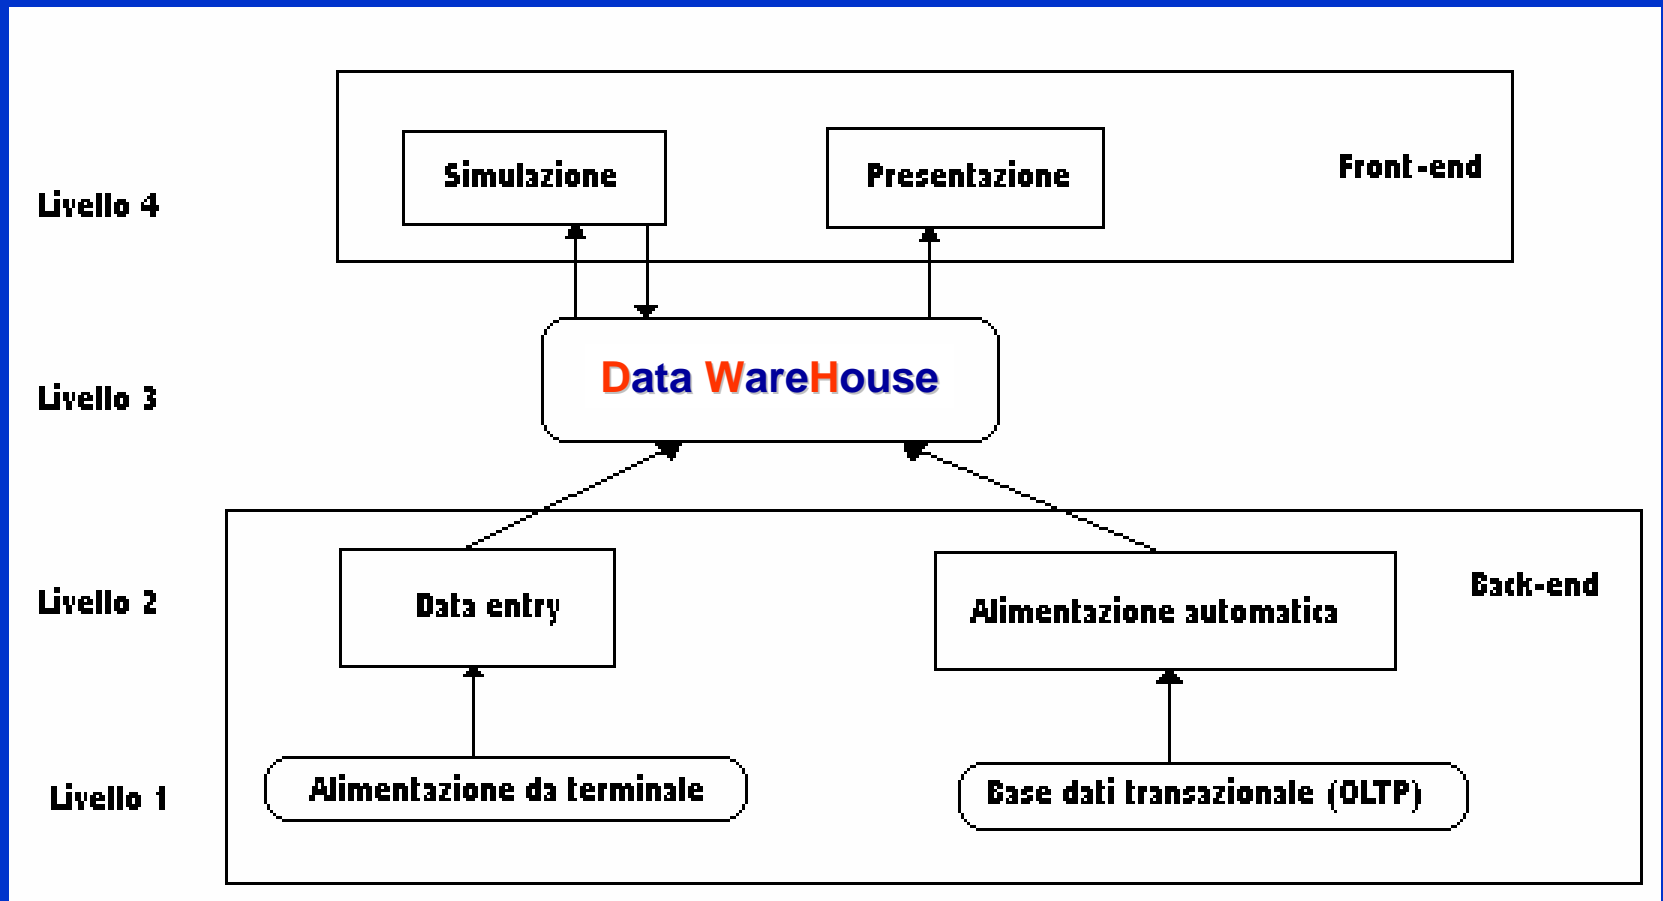 Simulazione
Presentazione
Front-end
Livello 4
Data WareHouse
Livello 3
Data entry
Alimentazione automatica
Back-end
Livello 2
Alimentazione da terminale
Base dati transazionale (OLTP)
Livello 1